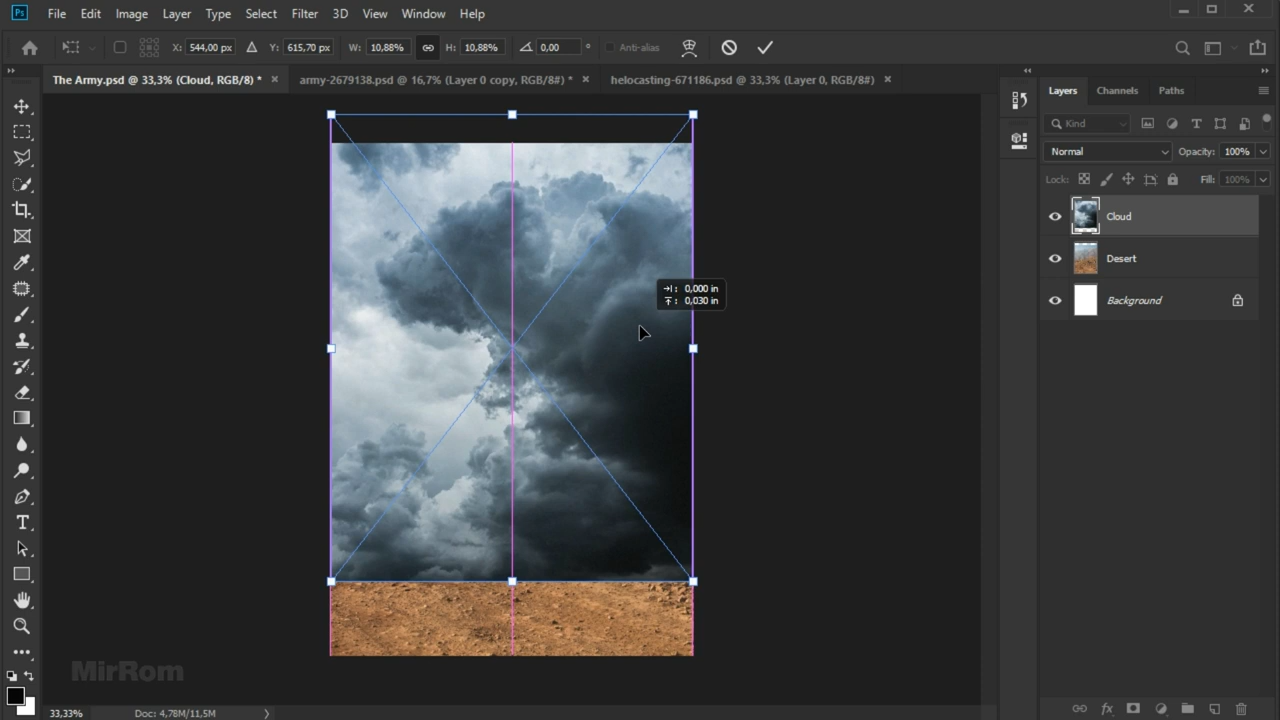 Ps File Edit Image Layer Type Select Filter 3D View Window Help
X: 544,00 px Y: 615,70 px W: 10,88% H: 10,88% 0,00 ° Anti-alias
The Army.psd @ 33,3% (Cloud, RGB/8) * army-2679138.psd @ 16,7% (Layer 0 copy, RGB/8#) * helocasting-671186.psd @ 33,3% (Layer 0, RGB/8#)
Layers Channels Paths
Kind
Normal Opacity: 100%
Lock: Fill: 100%
Cloud
Desert
Background
: 0,000 in
: 0,030 in
MirRom
33,33% Doc: 4,78M/11,5M